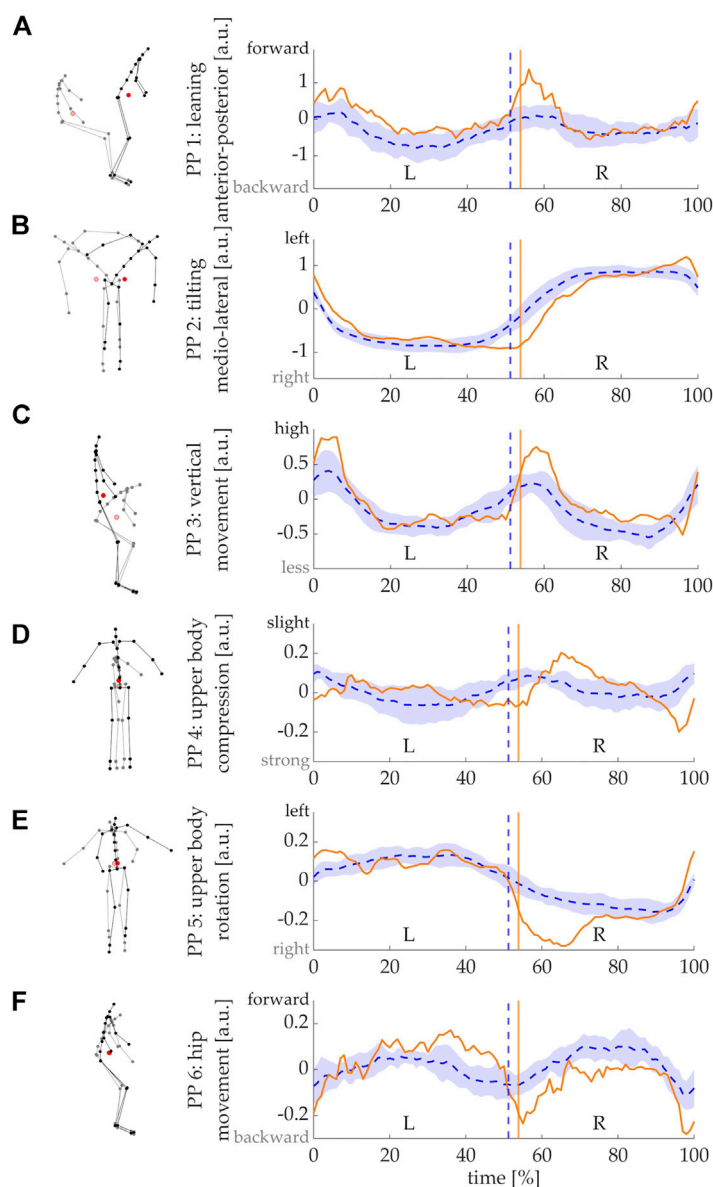 A
PP 1: leaning
anterior-posterior [a.u.]
forward
1
0
-1
backward
L
R
0 20 40 60 80 100
B
PP 2: tilting
medio-lateral [a.u.]
left
1
0
-1
right
L
R
0 20 40 60 80 100
C
PP 3: vertical
movement [a.u.]
high
0.5
-0.5
less
L
R
0 20 40 60 80 100
D
PP 4: upper body
compression [a.u.]
slight
0.2
0
-0.2
strong
L
R
0 20 40 60 80 100
E
PP 5: upper body
rotation [a.u.]
left
0.2
0
-0.2
right
L
R
0 20 40 60 80 100
F
PP 6: hip
movement [a.u.]
forward
0.2
0
-0.2
backward
L
R
0 20 40 60 80 100
time [%]